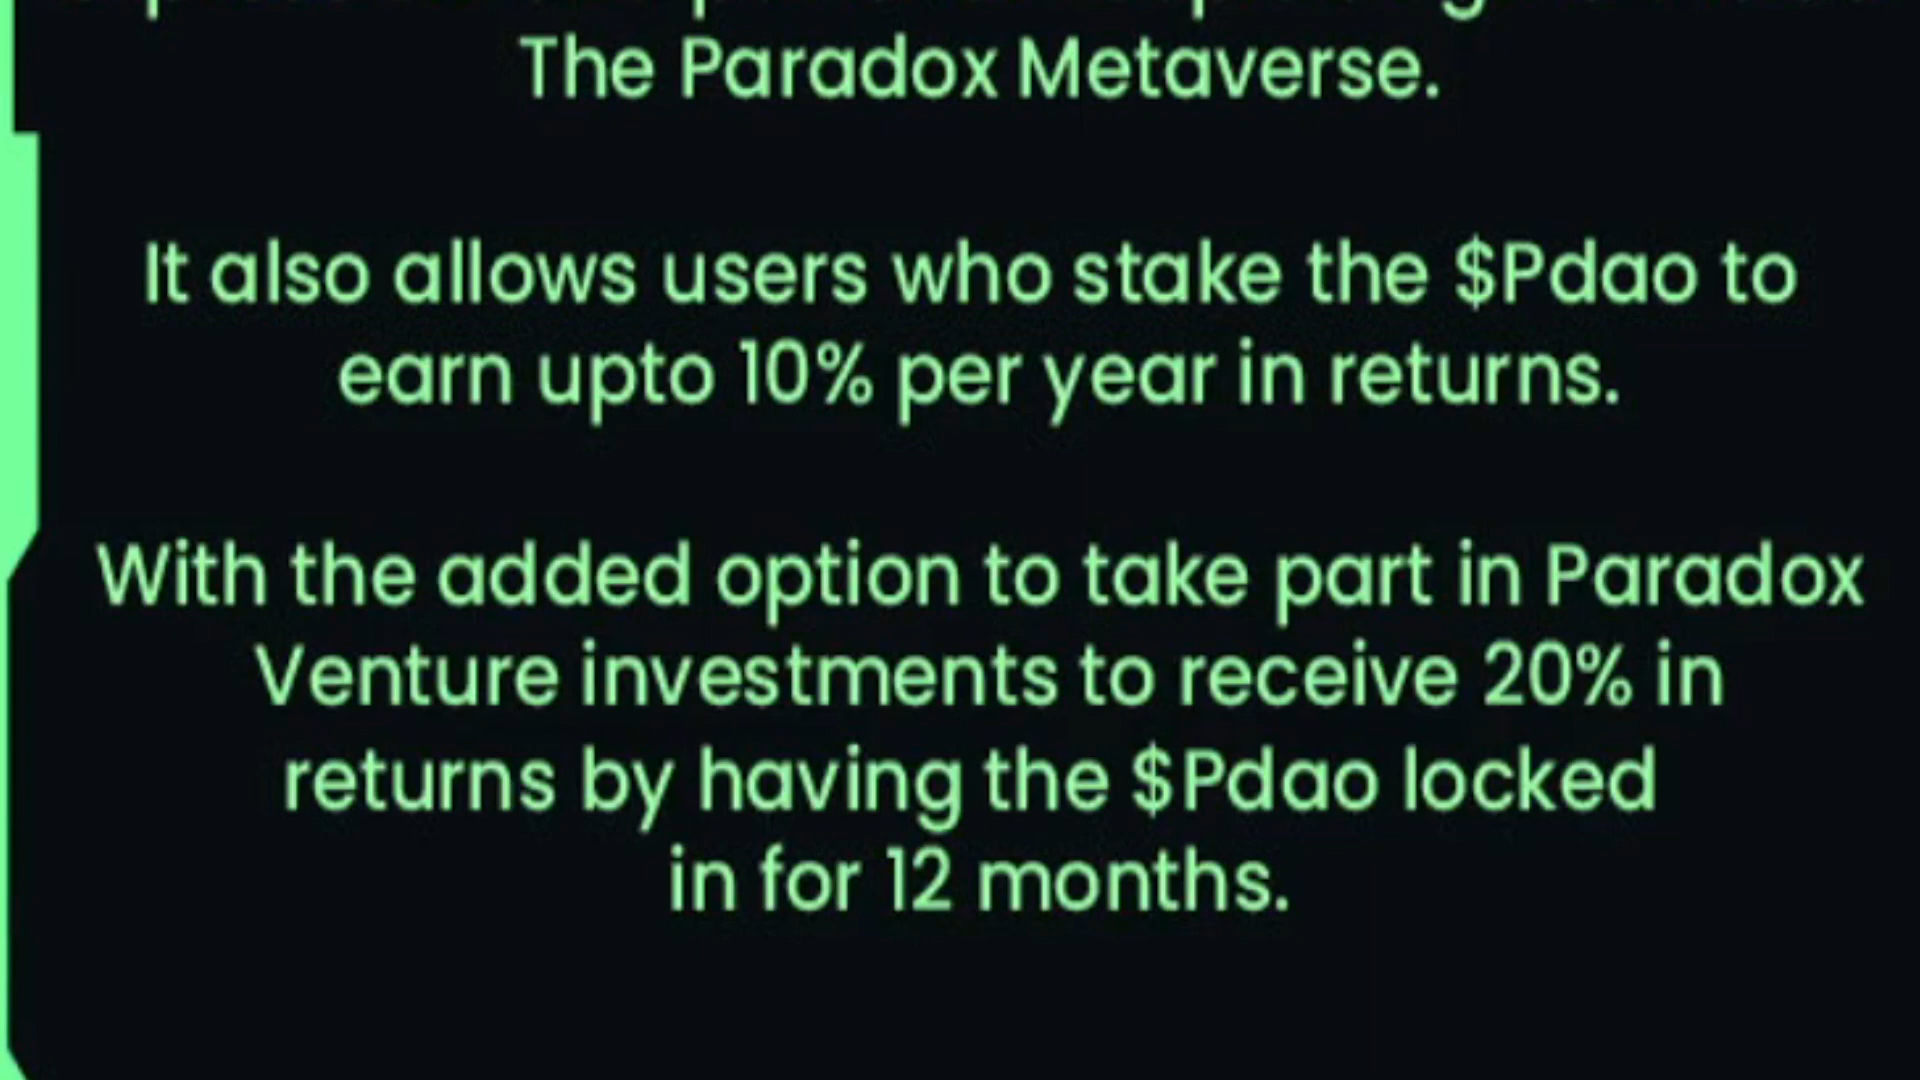 The Paradox Metaverse.
It also allows users who stake the $Pdao to
earn upto 10% per year in returns.
With the added option to take part in Paradox
Venture investments to receive 20% in
returns by having the $Pdao locked
in for 12 months.